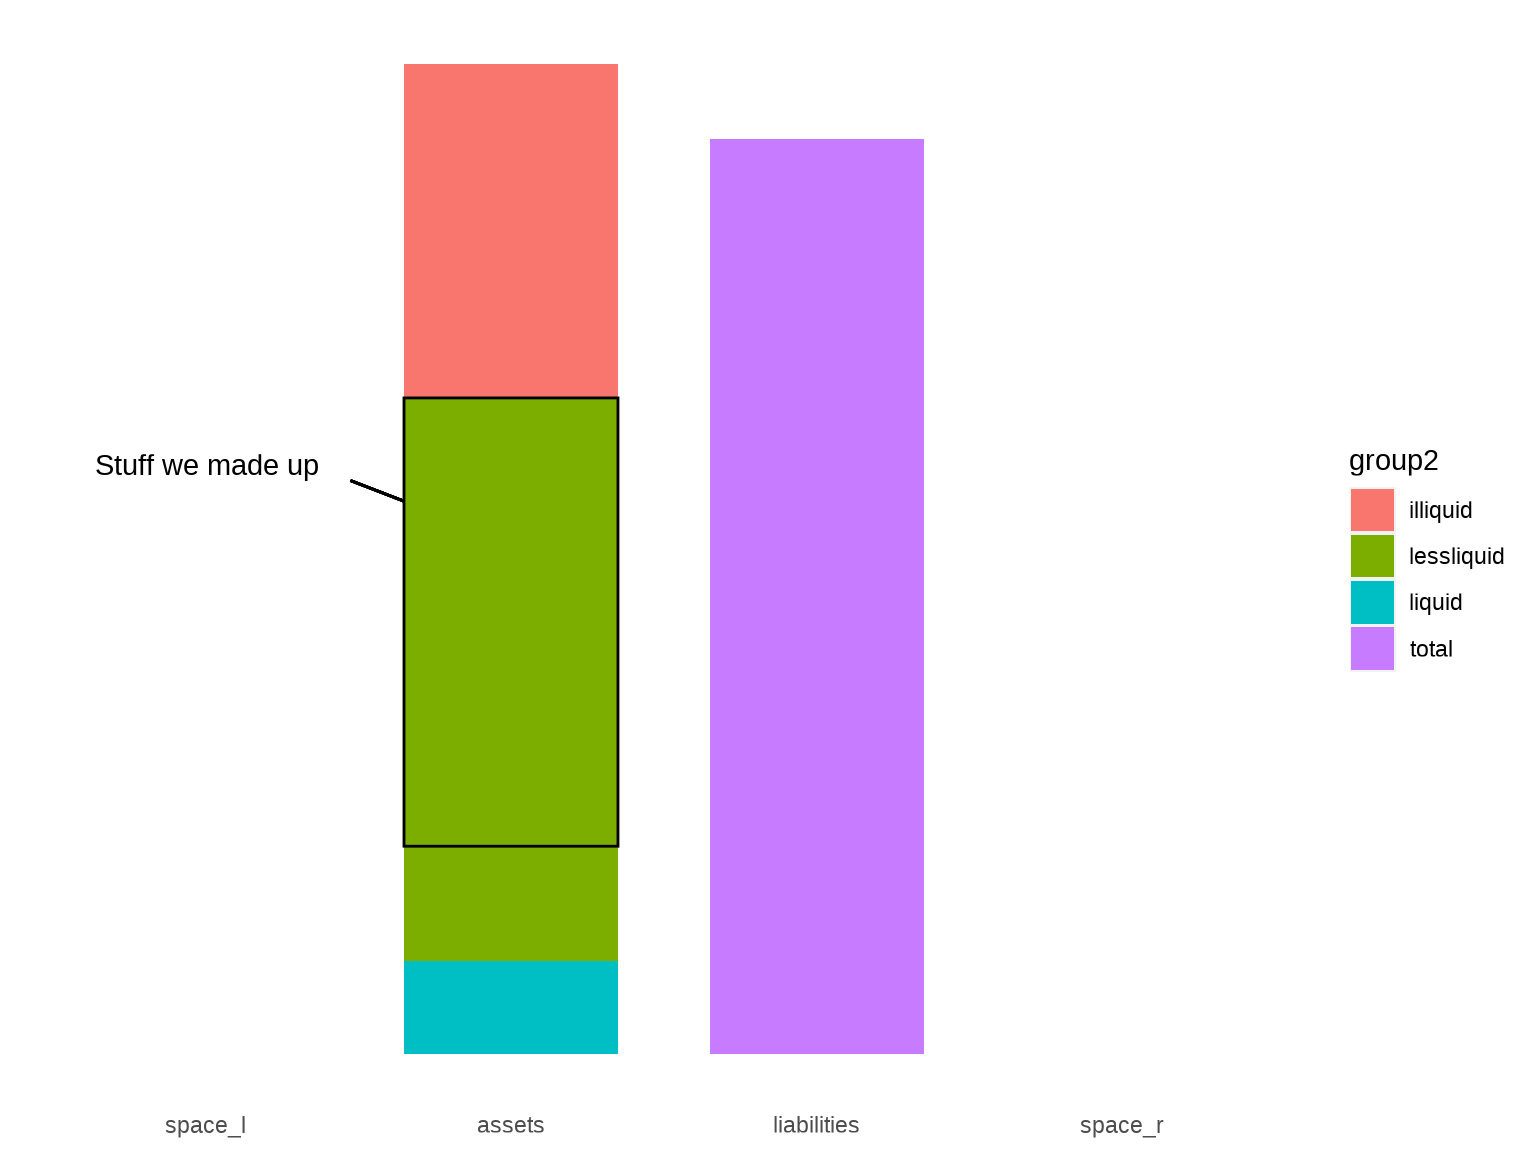 Stuff we made up
group2
illiquid
lessliquid
liquid
total
space_l
assets
liabilities
space_r